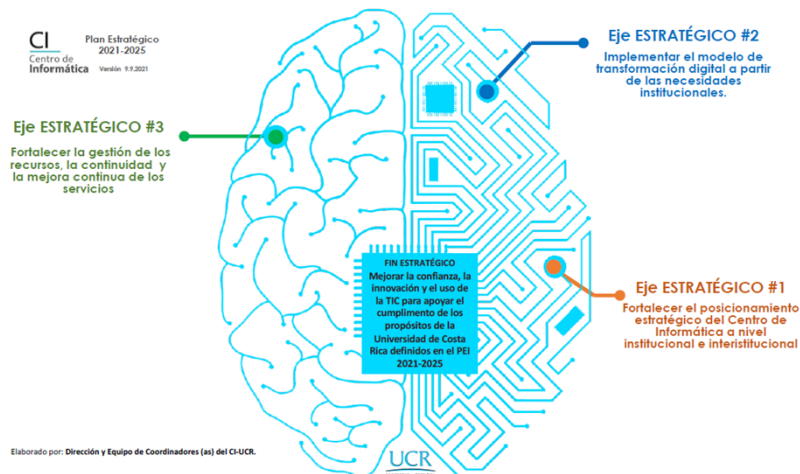 CI
Centro de
Informática
Plan Estratégico
2021-2025
Versión 9.9.2021
Eje ESTRATÉGICO #2
Implementar el modelo de
transformación digital a partir
de las necesidades
institucionales.
Eje ESTRATÉGICO #3
Fortalecer la gestión de los
recursos, la continuidad y
la mejora continua de los
servicios
FIN ESTRATÉGICO
Mejorar la confianza, la
innovación y el uso de
la TIC para apoyar el
cumplimento de los
propósitos de la
Universidad de Costa
Rica definidos en el PEI
2021-2025
Eje ESTRATÉGICO #1
Fortalecer el posicionamiento
estratégico del Centro de
Informática a nivel
institucional e interistitucional
Elaborado por: Dirección y Equipo de Coordinadores (as) del CI-UCR.
UCR